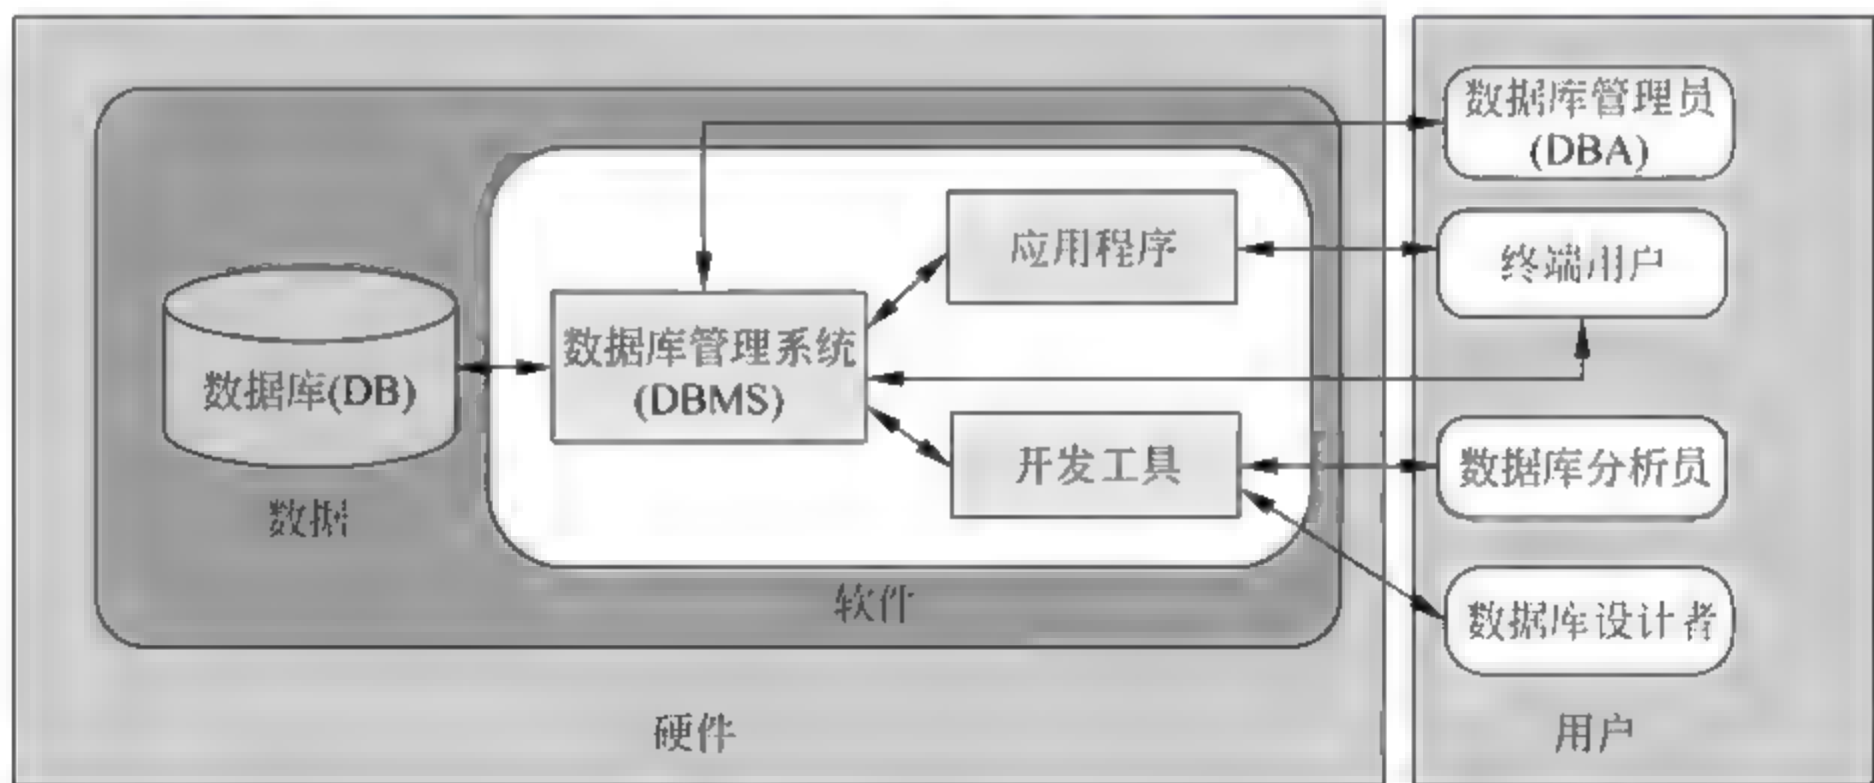 数据库管理员
(DBA)
应用程序
终端用户
数据库管理系统
(DBMS)
数据库(DB)
开发工具
数据库分析员
数据
软件
数据库设计者
硬件
用户